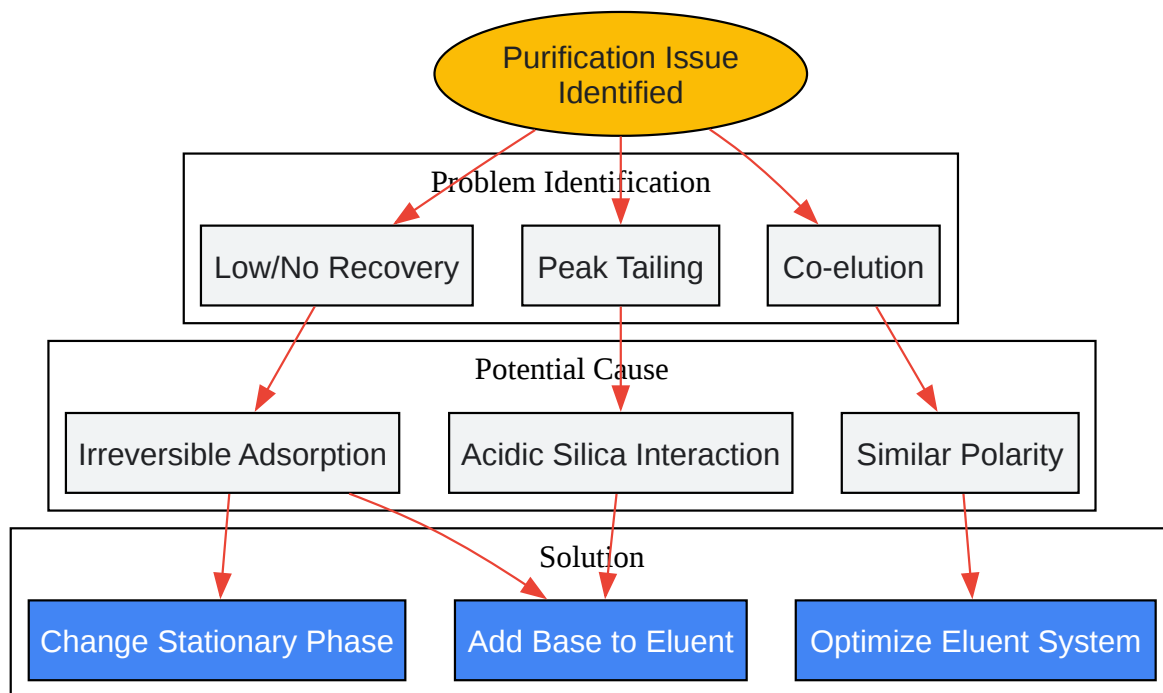 Purification Issue
Identified
Problem Identification
Low/No Recovery
Peak Tailing
Co-elution
Potential Cause
Irreversible Adsorption
Acidic Silica Interaction
Similar Polarity
Solution
Change Stationary Phase
Add Base to Eluent
Optimize Eluent System